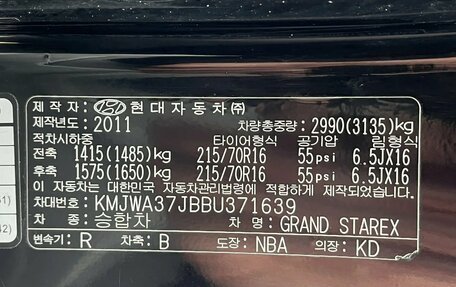 제 작 자: 현대자동차㈜
제작년도: 2011 차량총중량: 2990(3135)kg
적차시하중 타이어형식 공기압 림형식
전축 1415(1485)kg 215/70R16 55psi 6.5JX16
후축 1575(1650)kg 215/70R16 55psi 6.5JX16
이 자동차는 대한민국 자동차관리법령에 적합하게 제작되
차대번호: KMJWA37JBBU371639
차 종: 승합차 차 명: GRAND STAREX
변속기: R 차축: B 도장: NBA 의장: KD
61)
42)